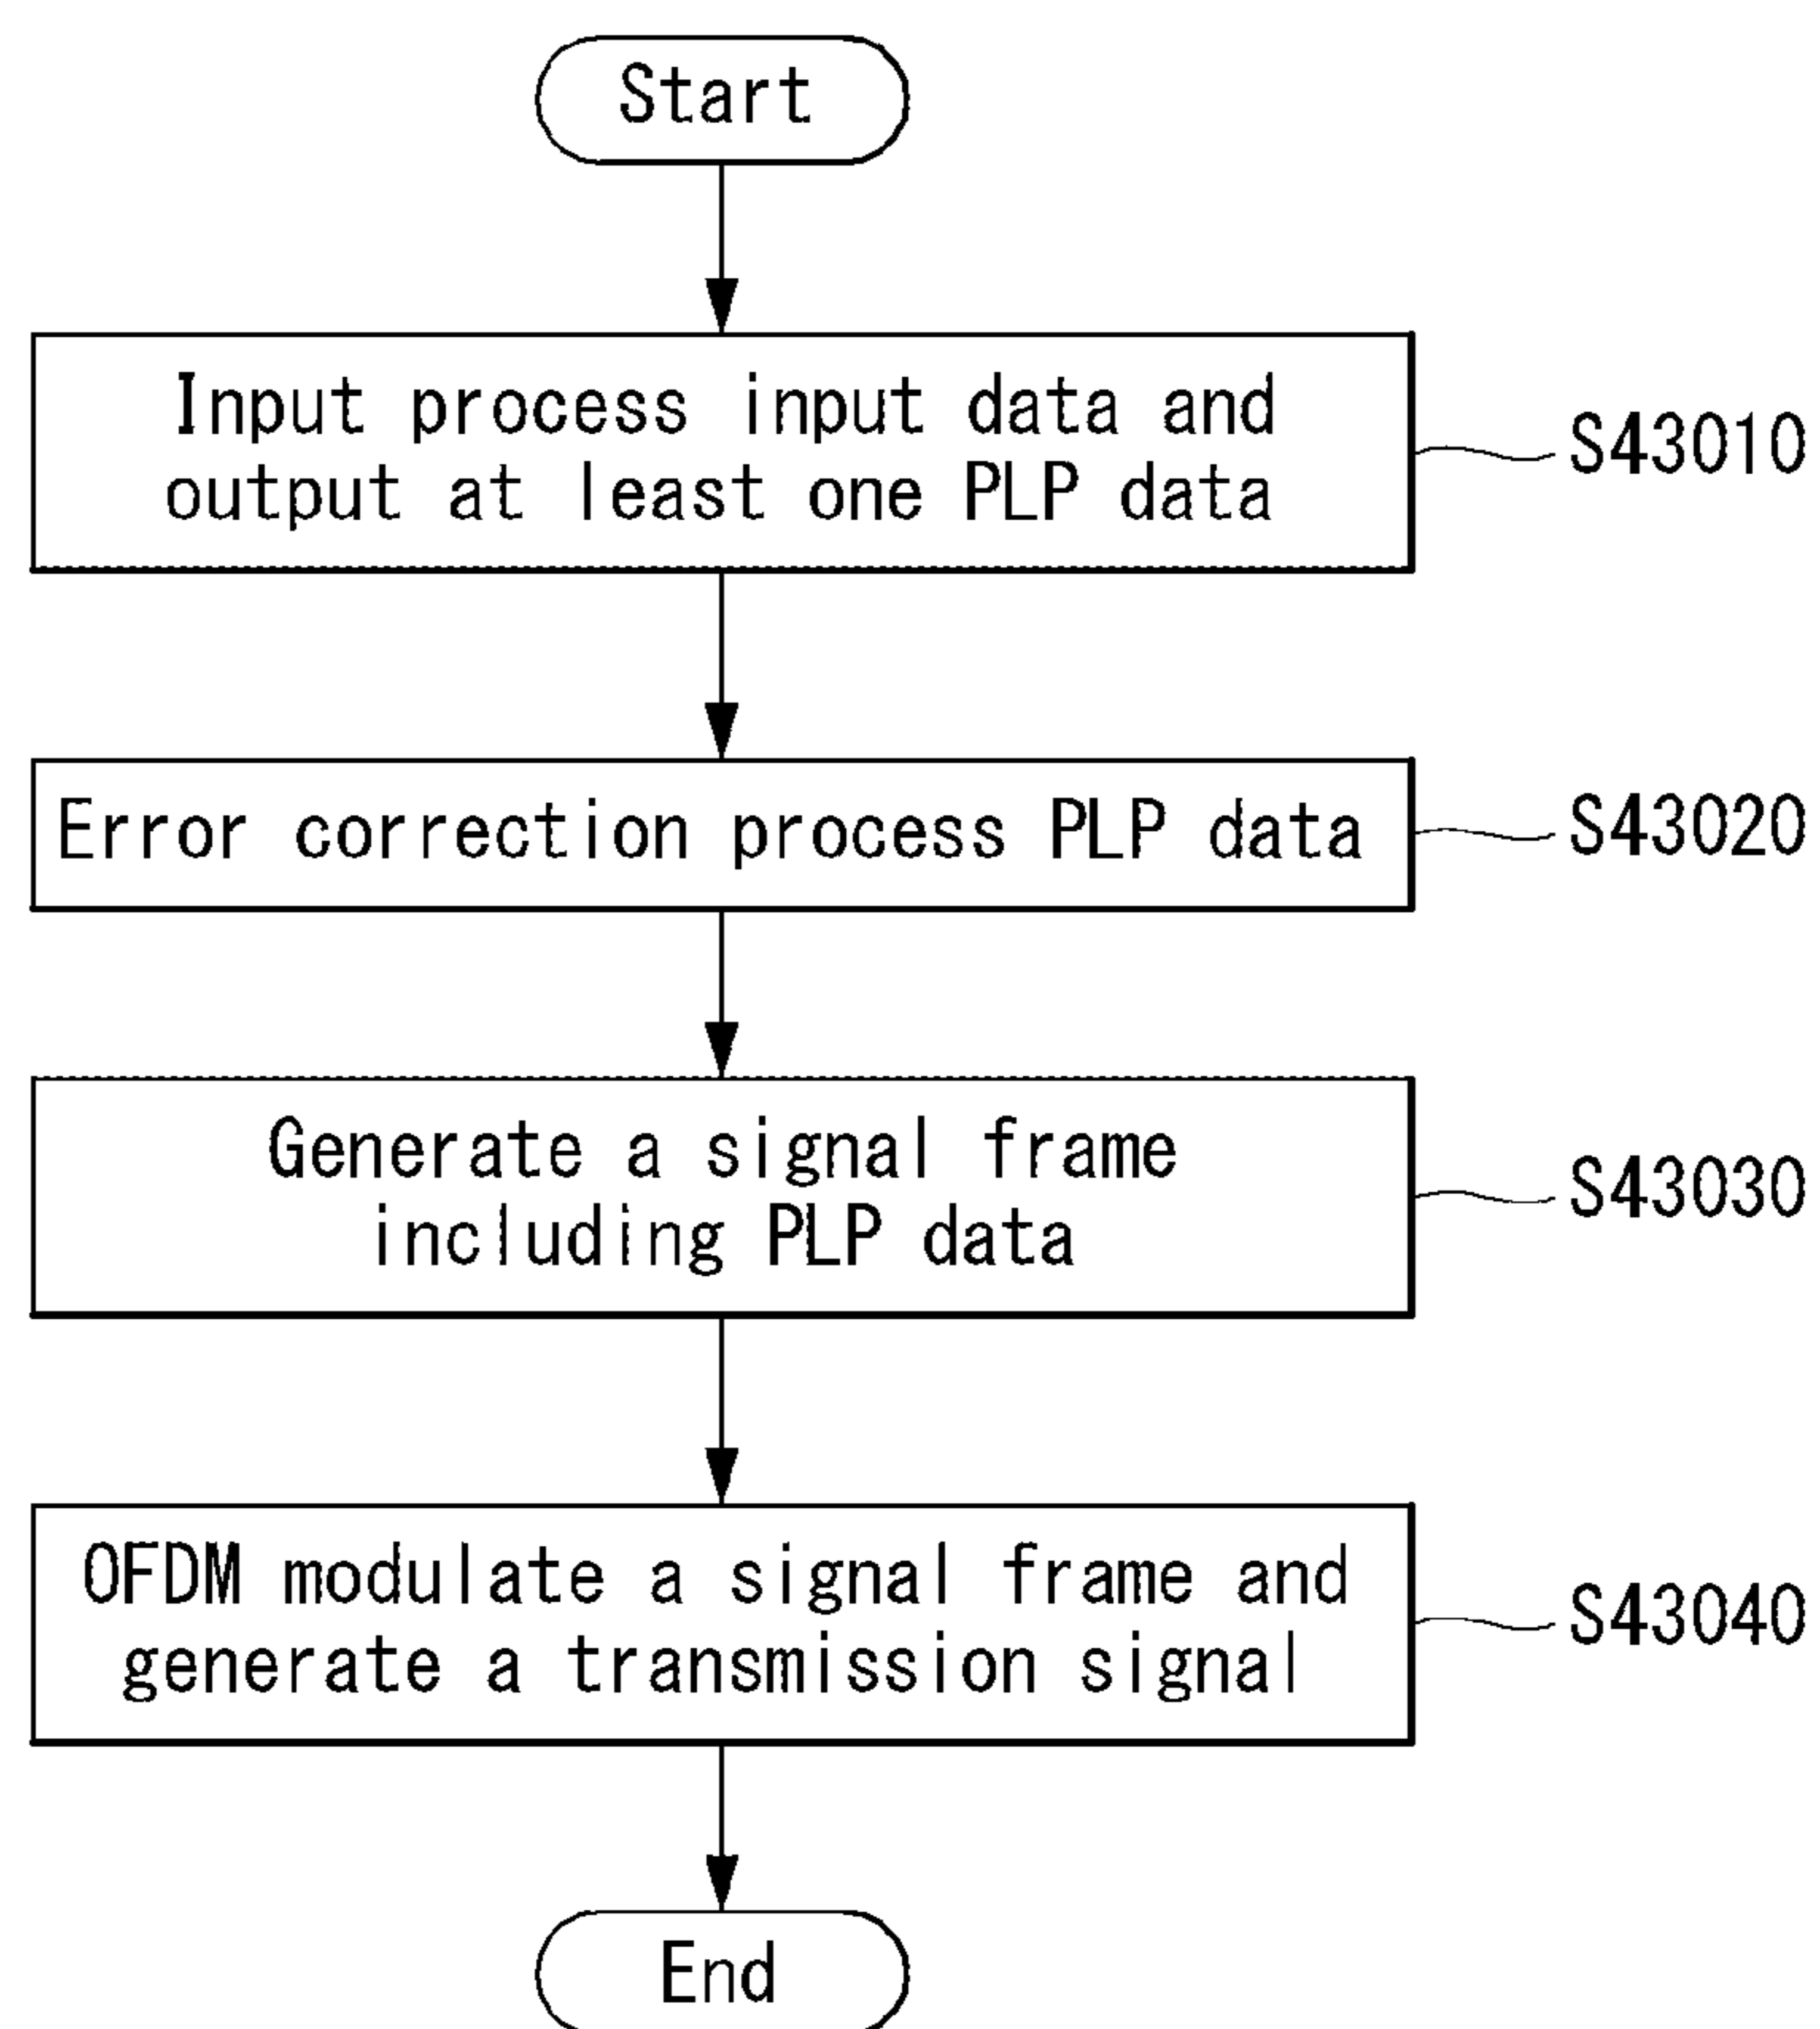 Start
Input process input data and
output at least one PLP data
S43010
Error correction process PLP data
S43020
Generate a signal frame
including PLP data
S43030
OFDM modulate a signal frame and
generate a transmission signal
S43040
End